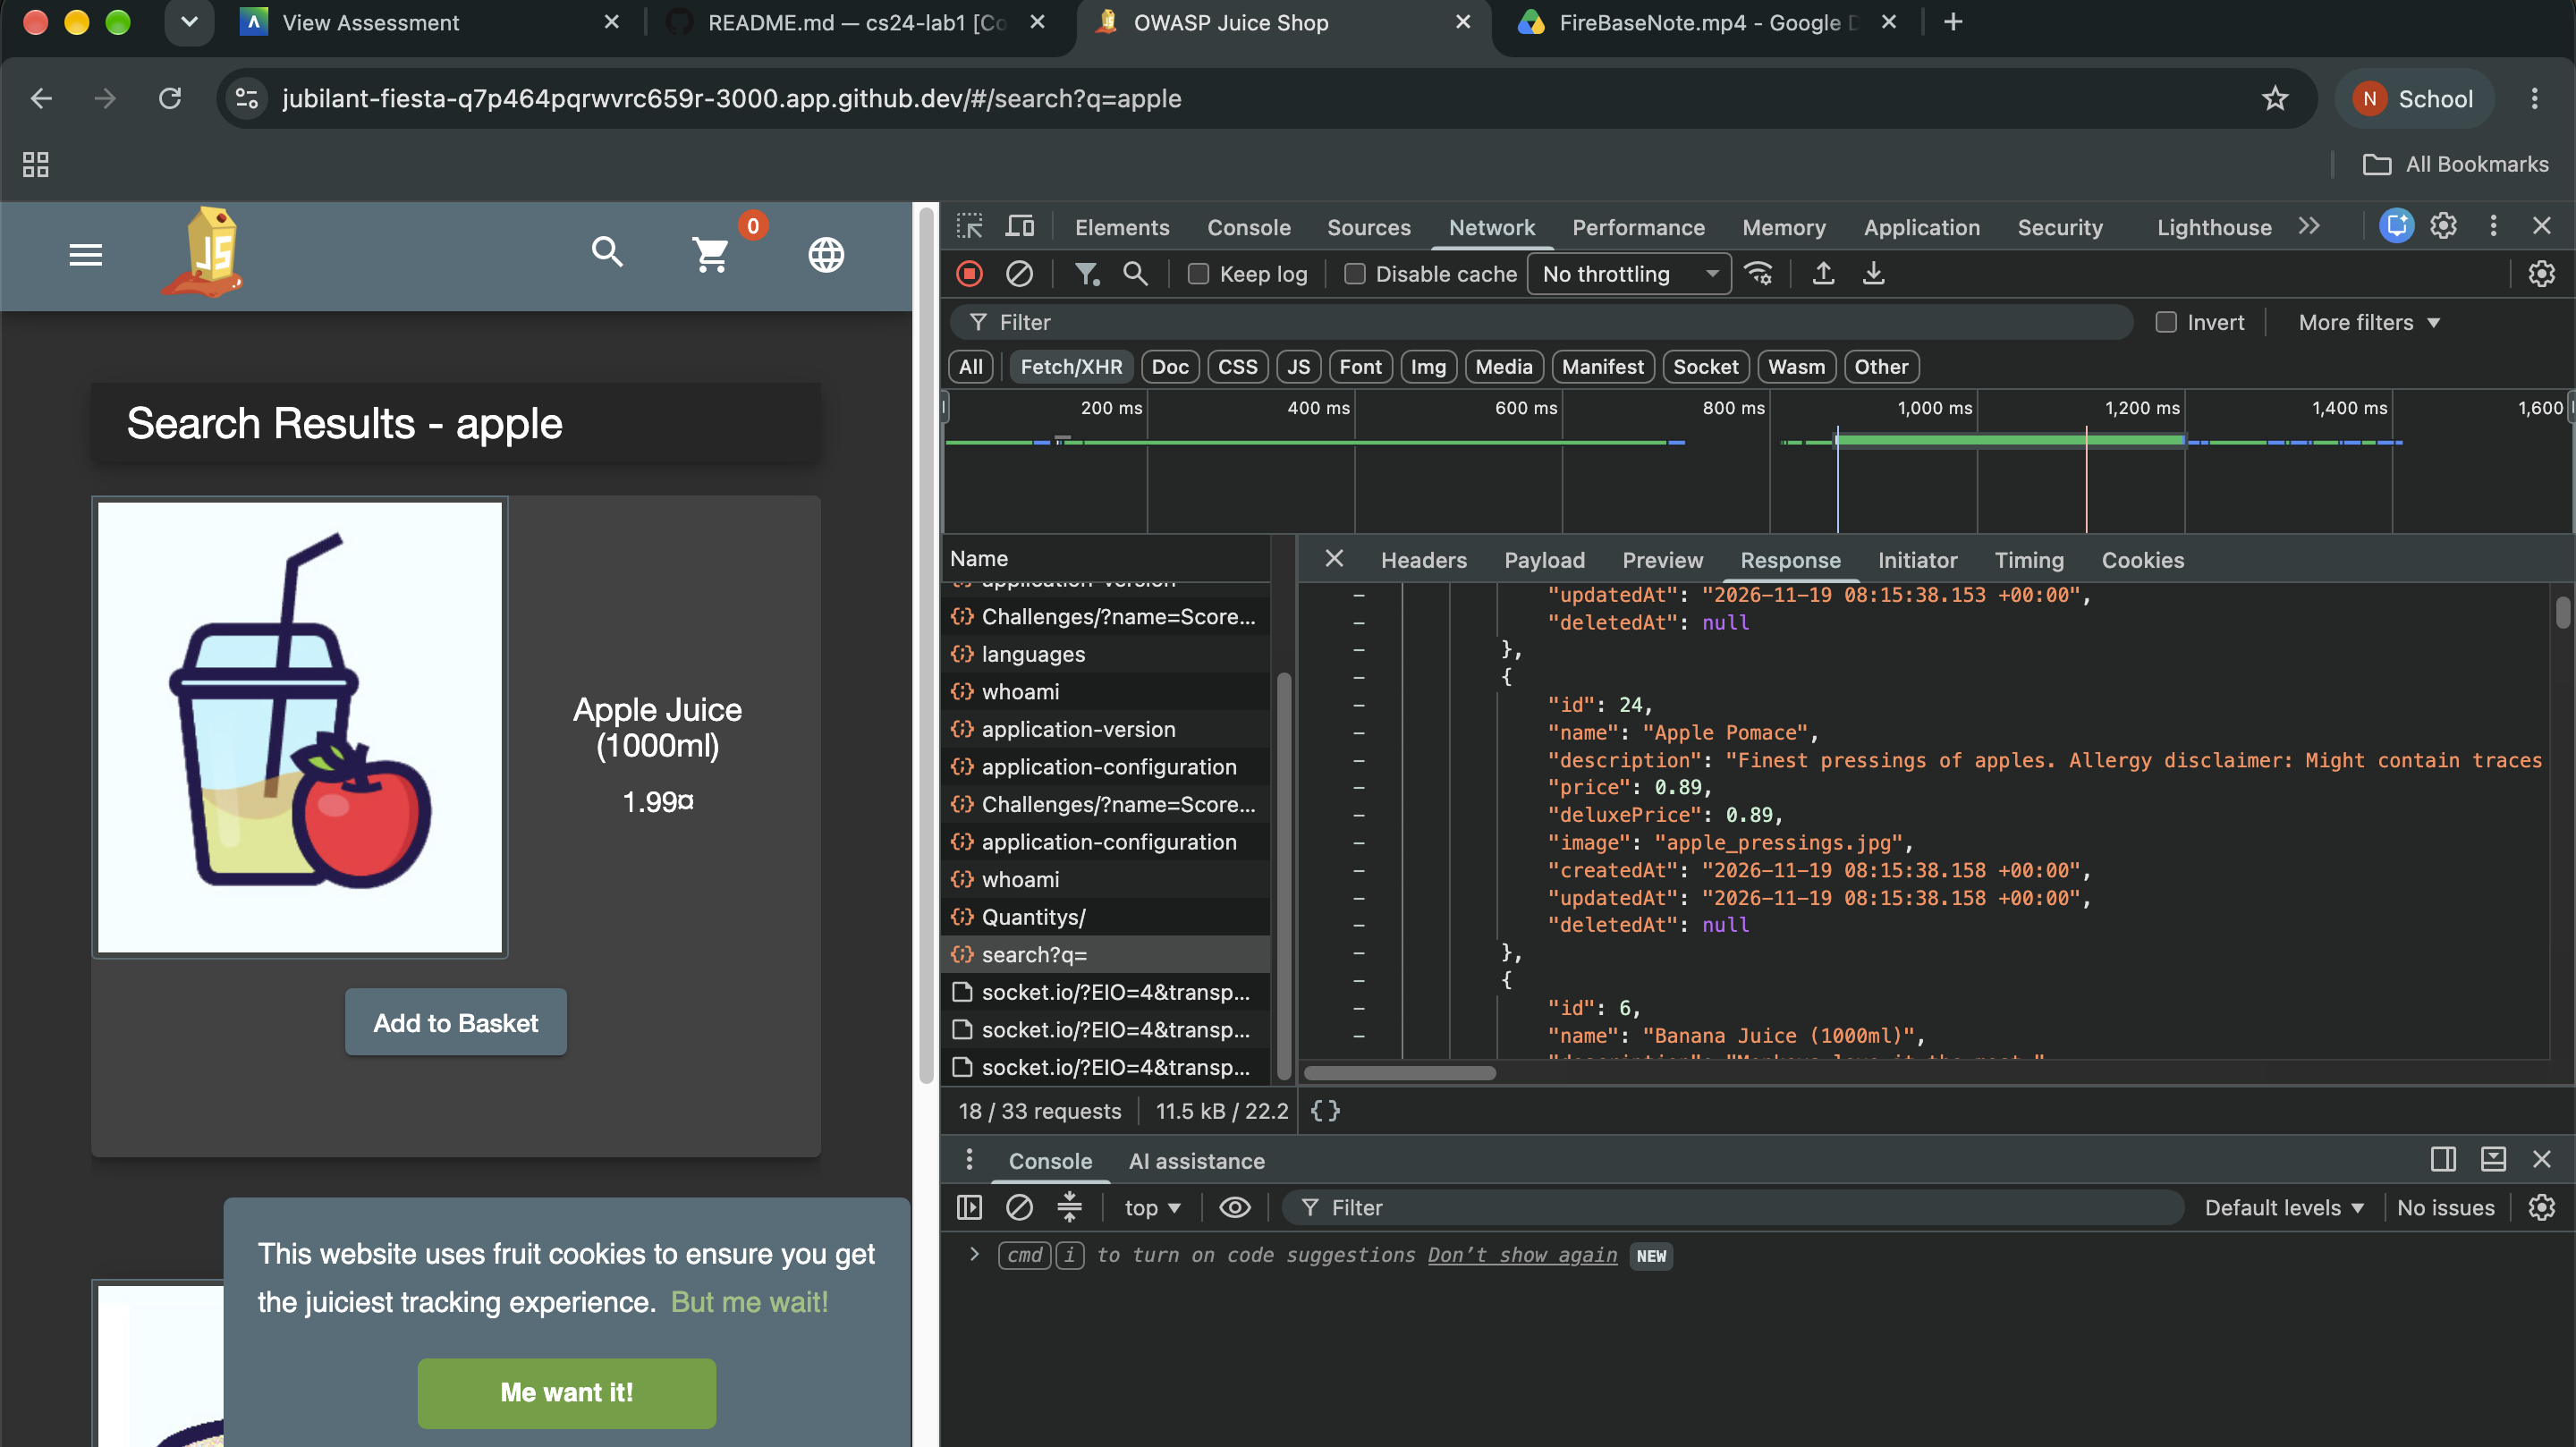 View Assessment
README.md — cs24-lab1 [Co
OWASP Juice Shop
FireBaseNote.mp4 - Google D
jubilant-fiesta-q7p464pqrwvrc659r-3000.app.github.dev/#/search?q=apple
N School
All Bookmarks
JS
0
Search Results - apple
Apple Juice
(1000ml)
1.99¤
Add to Basket
This website uses fruit cookies to ensure you get
the juiciest tracking experience. But me wait!
Me want it!
Elements Console Sources Network Performance Memory Application Security Lighthouse
Keep log Disable cache No throttling
Filter Invert More filters
All Fetch/XHR Doc CSS JS Font Img Media Manifest Socket Wasm Other
200 ms 400 ms 600 ms 800 ms 1,000 ms 1,200 ms 1,400 ms 1,600
Name
application-version
Challenges/?name=Score...
languages
whoami
application-version
application-configuration
Challenges/?name=Score...
application-configuration
whoami
Quantitys/
search?q=
socket.io/?EIO=4&transp...
socket.io/?EIO=4&transp...
socket.io/?EIO=4&transp...
18 / 33 requests 11.5 kB / 22.2
Headers Payload Preview Response Initiator Timing Cookies
"updatedAt": "2026-11-19 08:15:38.153 +00:00",
"deletedAt": null
},
{
"id": 24,
"name": "Apple Pomace",
"description": "Finest pressings of apples. Allergy disclaimer: Might contain traces
"price": 0.89,
"deluxePrice": 0.89,
"image": "apple_pressings.jpg",
"createdAt": "2026-11-19 08:15:38.158 +00:00",
"updatedAt": "2026-11-19 08:15:38.158 +00:00",
"deletedAt": null
},
{
"id": 6,
"name": "Banana Juice (1000ml)",
"description": "Monkeys love it the most."
{}
Console AI assistance
top Filter Default levels No issues
cmd i to turn on code suggestions Don't show again NEW